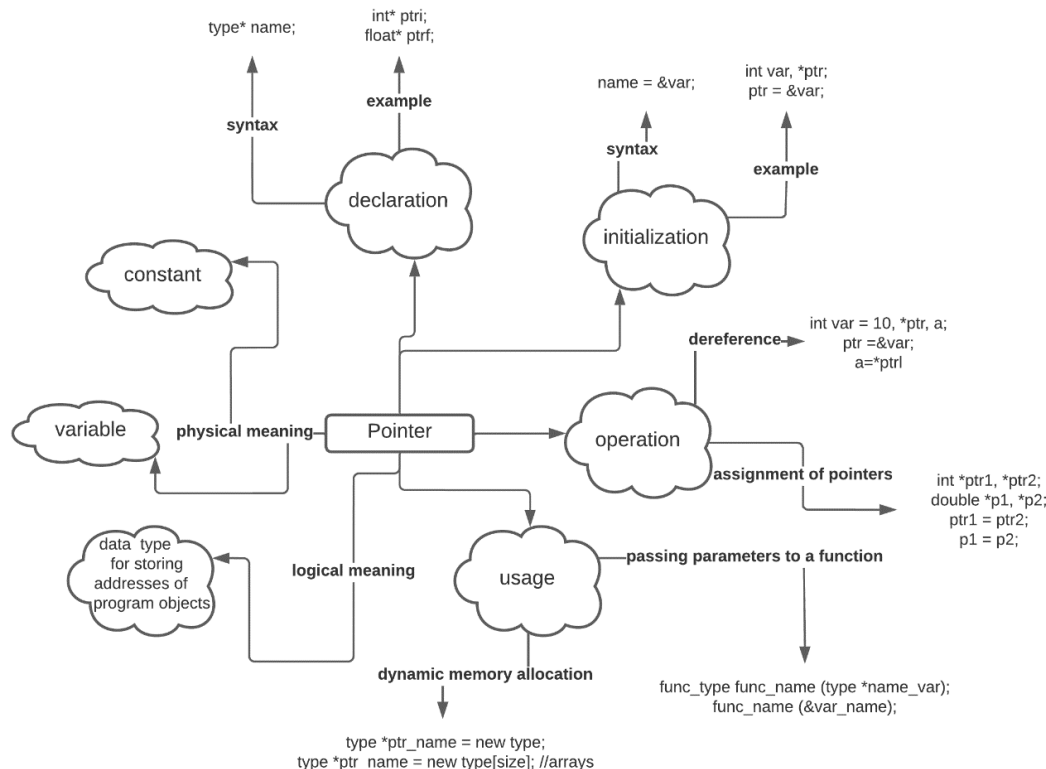 type* name;
int* ptri;
float* ptrf;
syntax
example
declaration
name = &var;
int var, *ptr;
ptr = &var;
syntax
example
initialization
constant
variable
physical meaning
Pointer
dereference
int var = 10, *ptr, a;
ptr =&var;
a=*ptrl
operation
assignment of pointers
int *ptr1, *ptr2;
double *p1, *p2;
ptr1 = ptr2;
p1 = p2;
data type
for storing
addresses of
program objects
logical meaning
usage
passing parameters to a function
func_type func_name (type *name_var);
func_name (&var_name);
dynamic memory allocation
type *ptr_name = new type;
type *ptr_name = new type[size]; //arrays